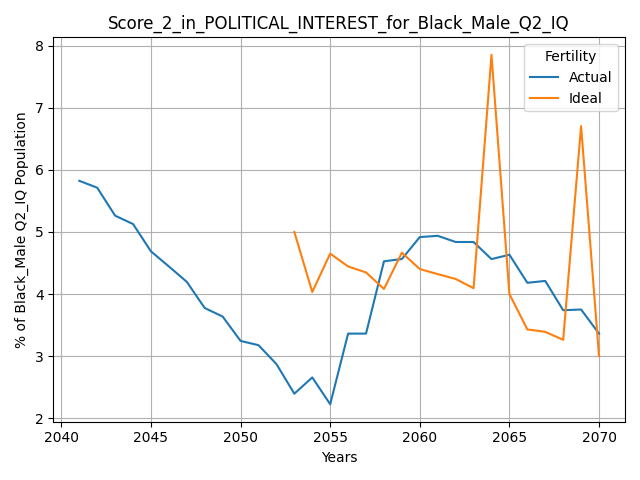 Score_2_in_POLITICAL_INTEREST_for_Black_Male_Q2_IQ
Fertility
Actual
Ideal
% of Black_Male Q2_IQ Population
8
7
6
5
4
3
2
2040 2045 2050 2055 2060 2065 2070
Years